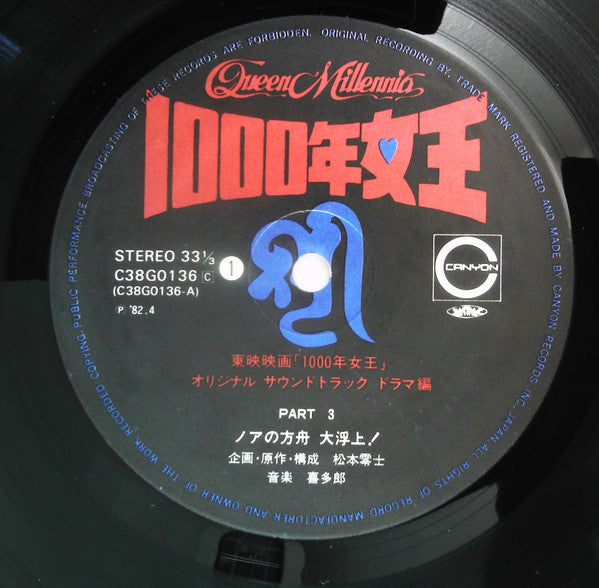 Queen Millennia
1000年女王
STEREO 33 1/3
C38G0136 C
(C38G0136-A)
℗ '82.4
1
C
CANYON
東映映画「1000年女王」
オリジナル サウンドトラック ドラマ編
PART 3
ノアの方舟 大浮上!
企画・原作・構成 松本零士
音楽 喜多郎
ORIGINAL RECORDING BY. TRADE MARK REGISTERED AND MADE BY CANYON RECORDS INC, JAPAN ALL RIGHTS OF RECORD MANUFACTURER AND OWNER OF THE WORK RECORDED COPYING, PUBLIC PERFORMANCE, BROADCASTING OF THESE RECORDS ARE FORBIDDEN.